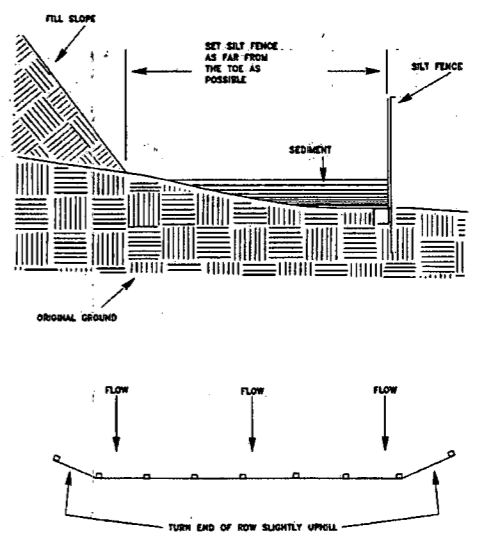 FILL SLOPE
SET SILT FENCE
AS FAR FROM
THE TOE AS
POSSIBLE
SILT FENCE
SEDIMENT
ORIGINAL GROUND
FLOW
FLOW
FLOW
TURN END OF ROW SLIGHTLY UPHILL